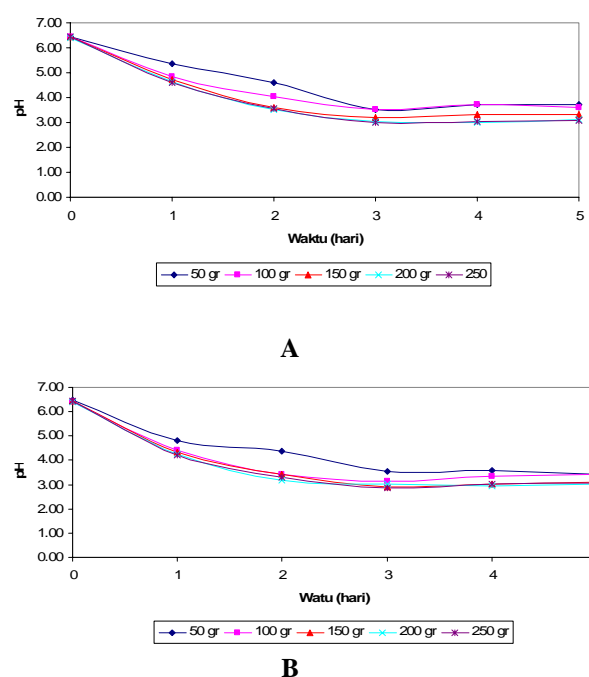 7.00
6.00
5.00
4.00
3.00
2.00
1.00
0.00
pH
0 1 2 3 4 5
Waktu (hari)
50 gr 100 gr 150 gr 200 gr 250
A
7.00
6.00
5.00
4.00
3.00
2.00
1.00
0.00
pH
0 1 2 3 4
Watu (hari)
50 gr 100 gr 150 gr 200 gr 250 gr
B